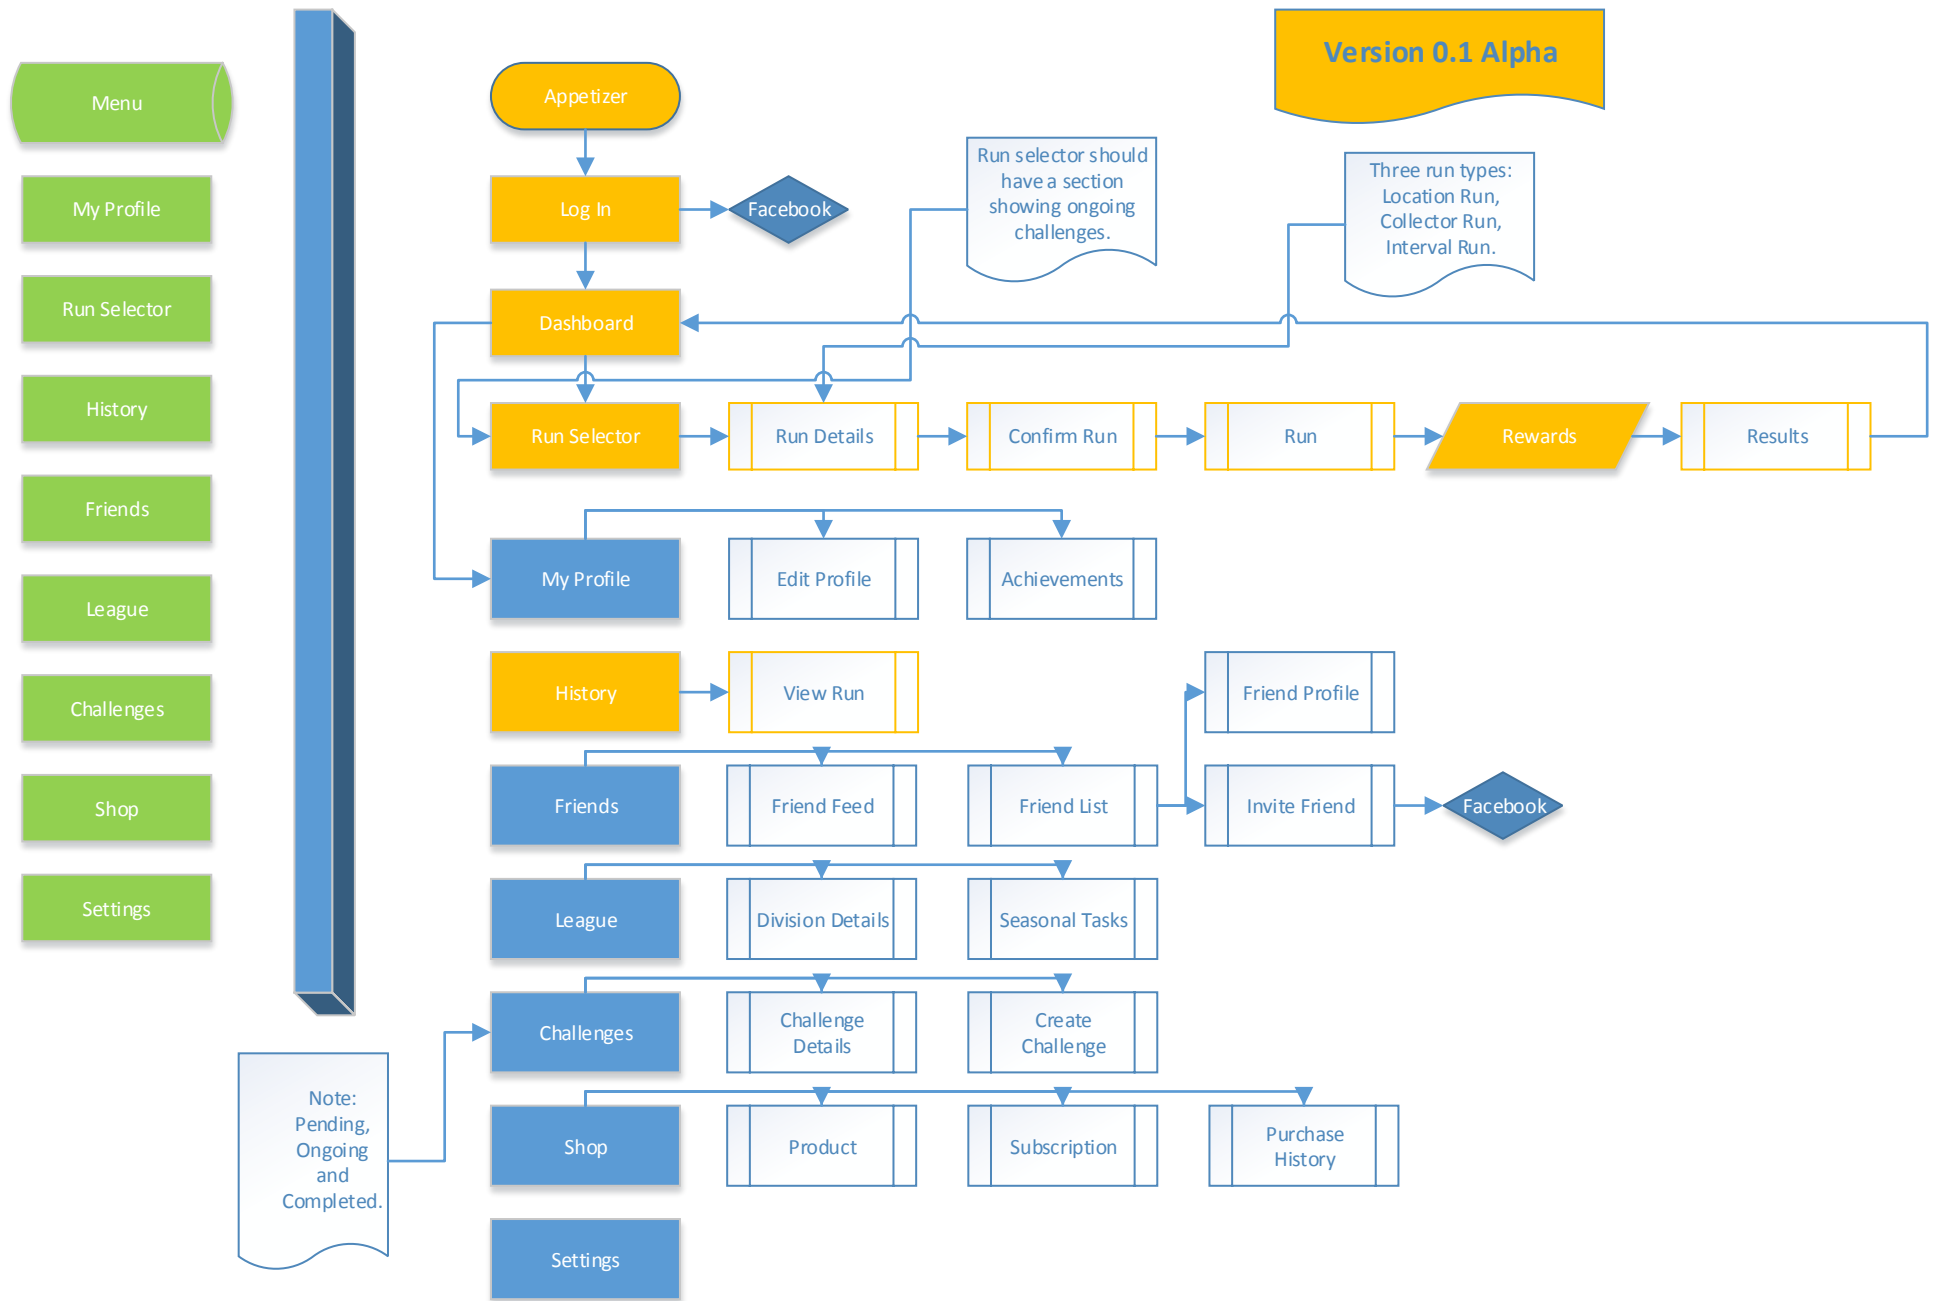 Version 0.1 Alpha
Menu
My Profile
Run Selector
History
Friends
League
Challenges
Shop
Settings
Appetizer
Log In
Facebook
Run selector should
have a section
showing ongoing
challenges.
Three run types:
Location Run,
Collector Run,
Interval Run.
Dashboard
Run Selector
Run Details
Confirm Run
Run
Rewards
Results
My Profile
Edit Profile
Achievements
History
View Run
Friend Profile
Friends
Friend Feed
Friend List
Invite Friend
Facebook
League
Division Details
Seasonal Tasks
Challenges
Challenge
Details
Create
Challenge
Note:
Pending,
Ongoing
and
Completed.
Shop
Product
Subscription
Purchase
History
Settings